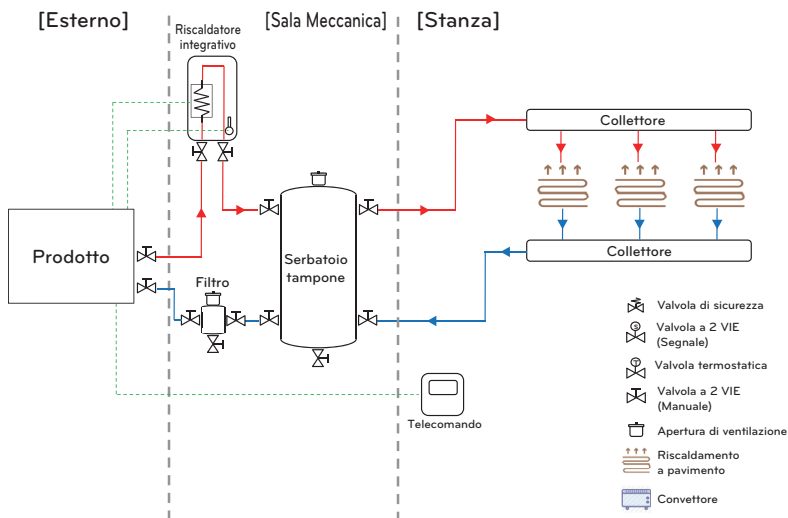 [Esterno]
[Sala Meccanica]
[Stanza]
Riscaldatore
integrativo
Collettore
Prodotto
Filtro
Serbatoio
tampone
Collettore
Telecomando
S
Valvola di sicurezza
Valvola a 2 VIE
(Segnale)
T
Valvola termostatica
Valvola a 2 VIE
(Manuale)
Apertura di ventilazione
Riscaldamento
a pavimento
Convettore